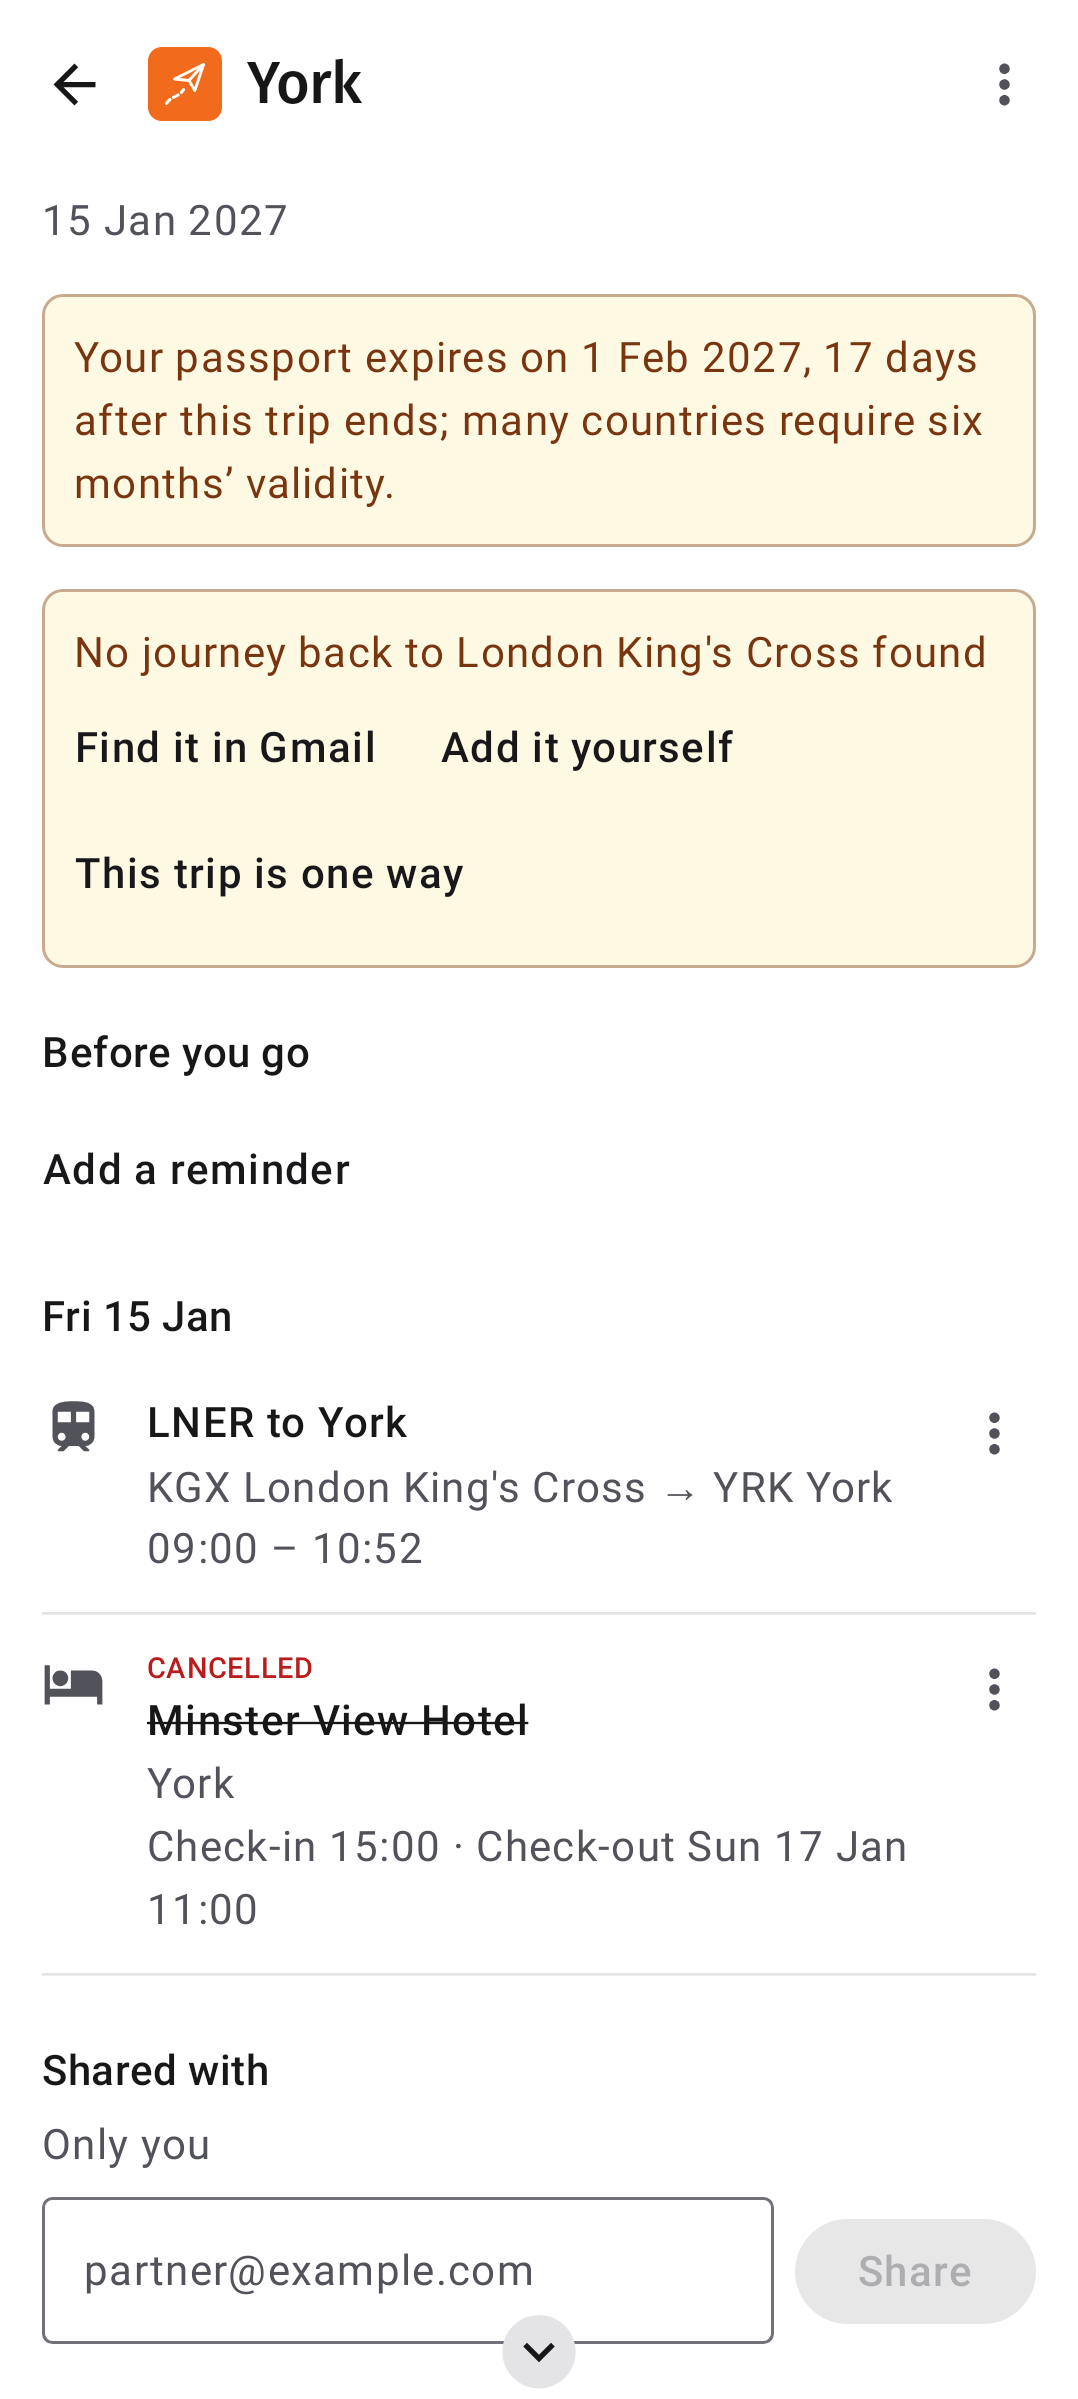 York
15 Jan 2027
Your passport expires on 1 Feb 2027, 17 days
after this trip ends; many countries require six
months’ validity.
No journey back to London King's Cross found
Find it in Gmail Add it yourself
This trip is one way
Before you go
Add a reminder
Fri 15 Jan
LNER to York
KGX London King's Cross → YRK York
09:00 – 10:52
CANCELLED
Minster View Hotel
York
Check-in 15:00 · Check-out Sun 17 Jan
11:00
Shared with
Only you
partner@example.com Share